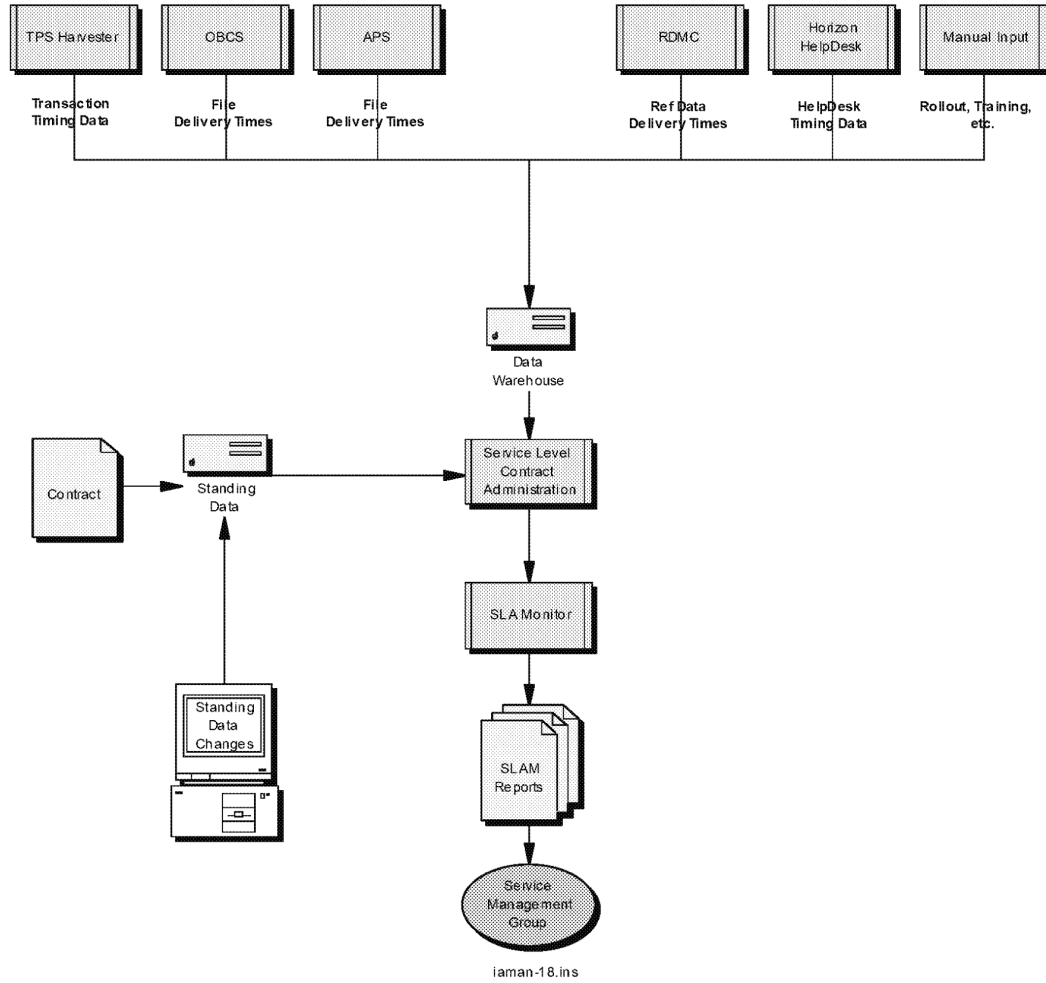 TPS Harvester
OBCS
APS
RDMC
Horizon
HelpDesk
Manual Input
Transaction
Timing Data
File
Delivery Times
File
Delivery Times
Ref Data
Delivery Times
HelpDesk
Timing Data
Rollout, Training,
etc.
Data
Warehouse
Contract
Standing
Data
Service Level
Contract
Administration
SLA Monitor
Standing
Data
Changes
SLAM
Reports
Service
Management
Group
iaman-18.ins